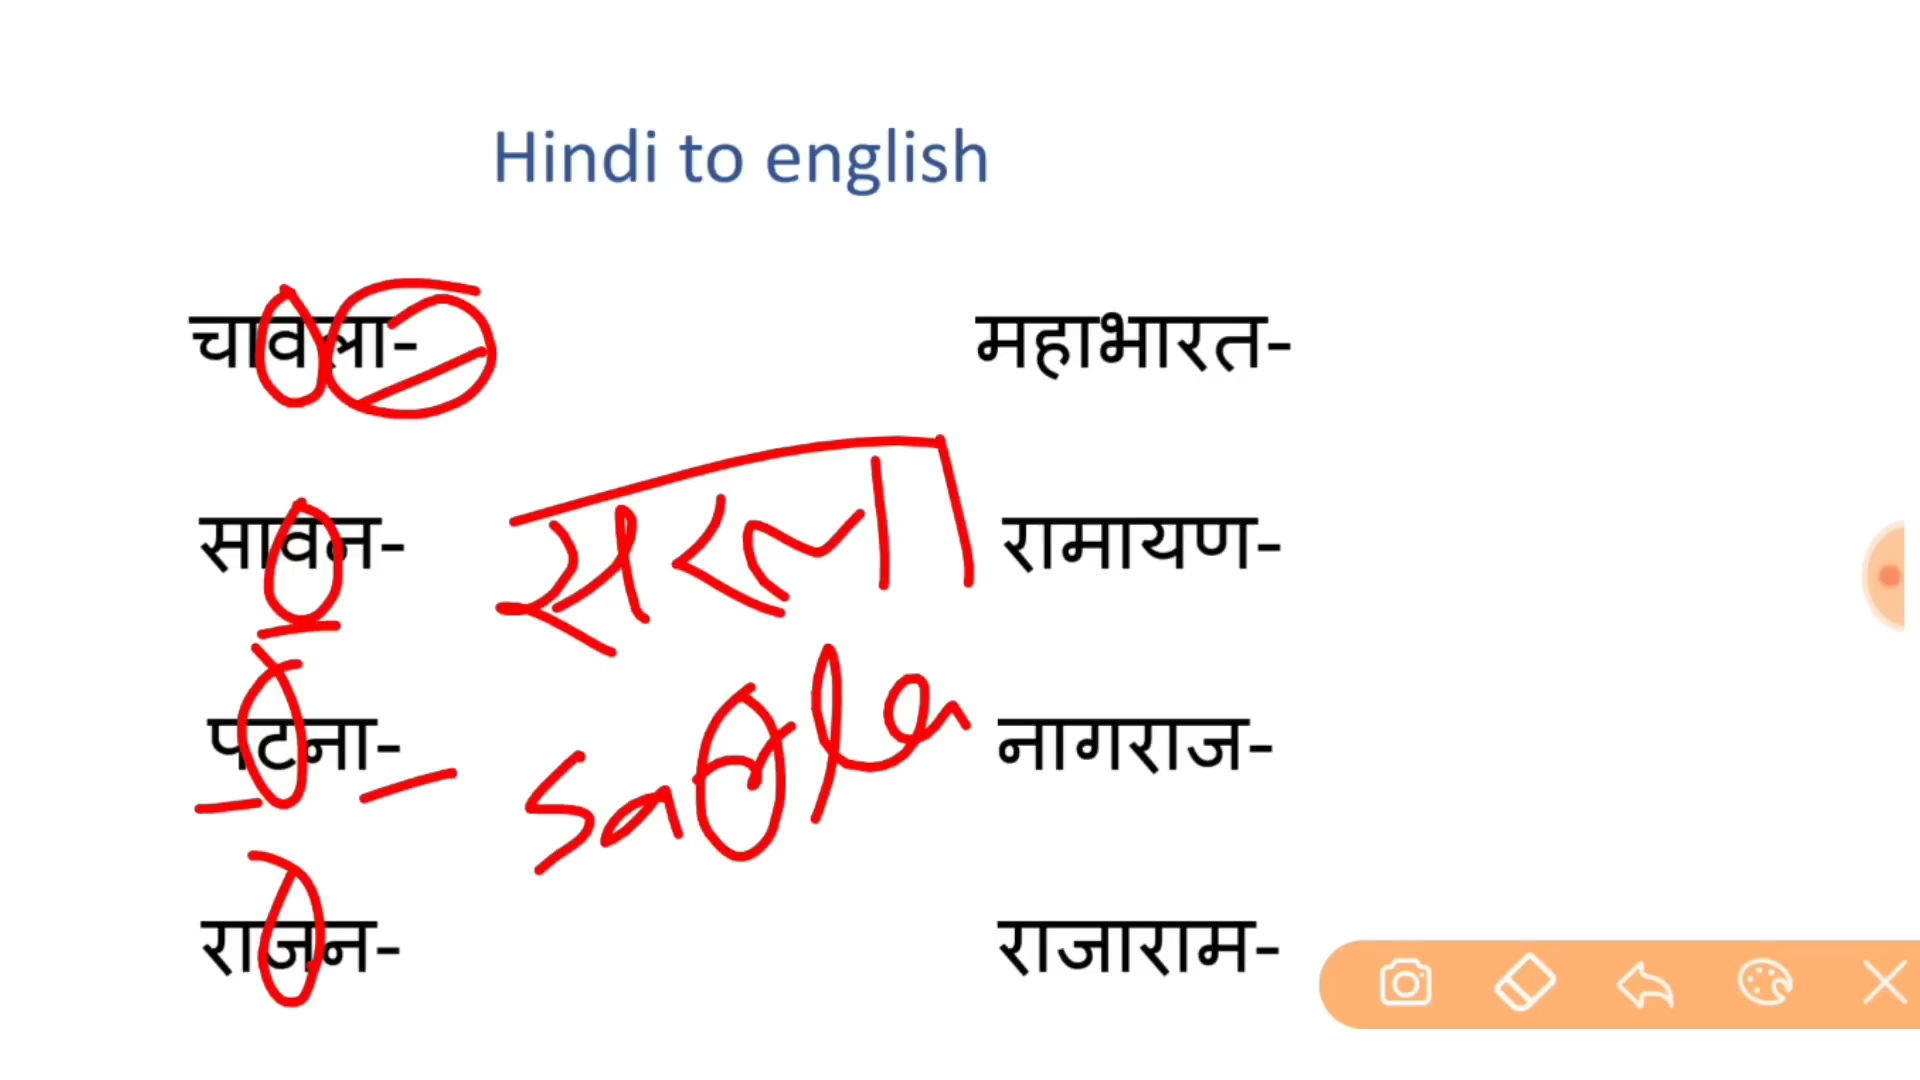 Hindi to english
चावला- महाभारत-
सावन- रामायण-
सरला
पटना- नागराज-
Sarla
राजन- राजाराम-